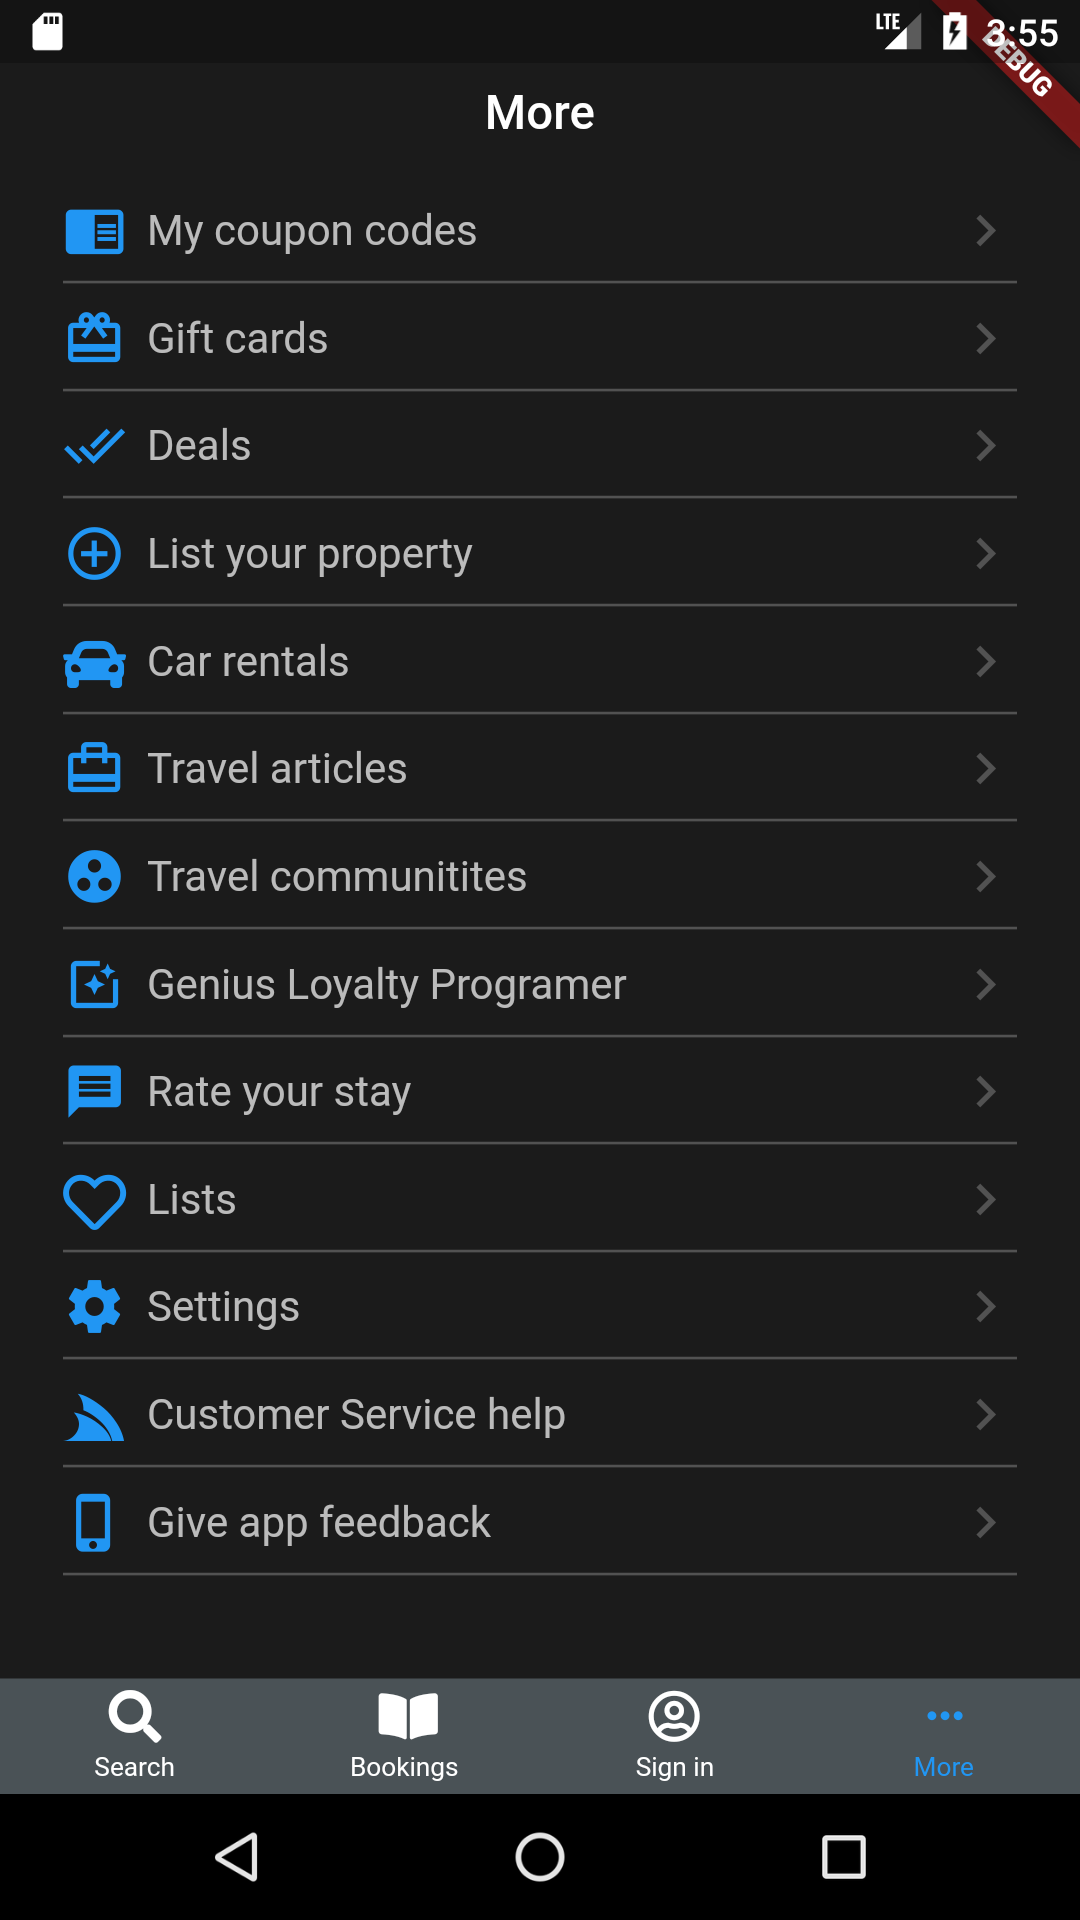 LTE 3:55
DEBUG
More
My coupon codes
Gift cards
Deals
List your property
Car rentals
Travel articles
Travel communitites
Genius Loyalty Programer
Rate your stay
Lists
Settings
Customer Service help
Give app feedback
Search Bookings Sign in More